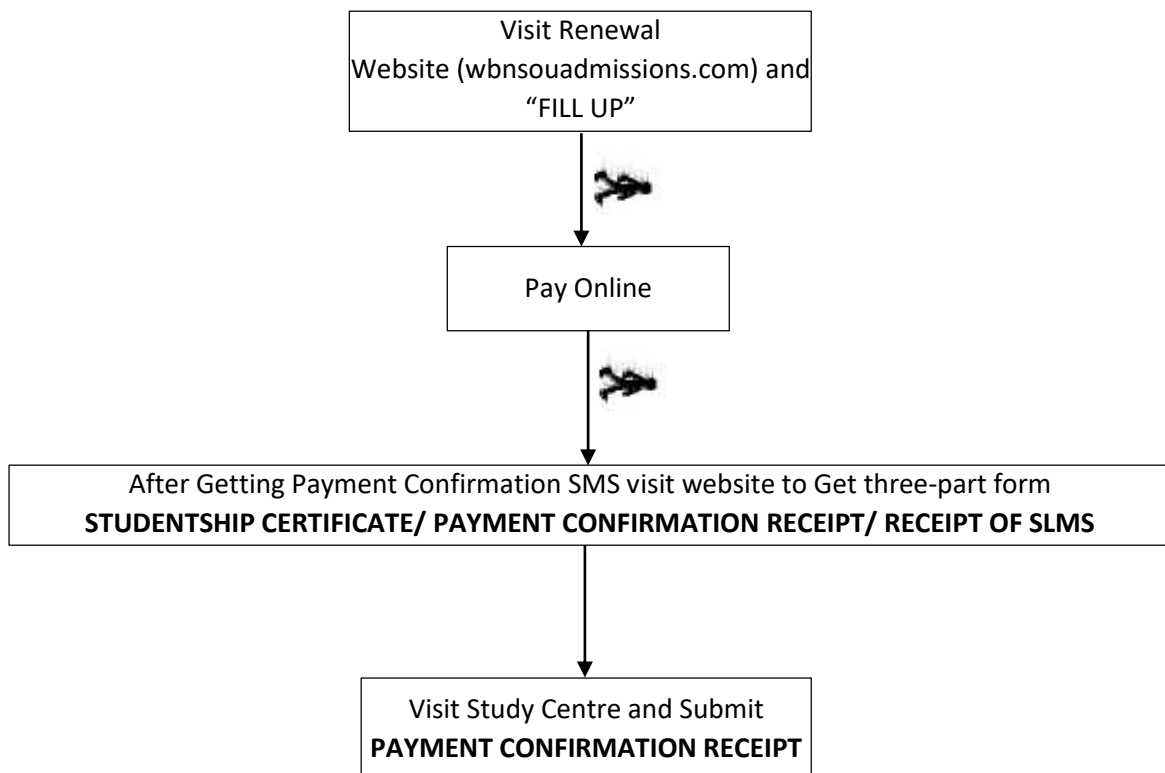 Visit Renewal
Website (wbnsouadmissions.com) and
“FILL UP”
Pay Online
After Getting Payment Confirmation SMS visit website to Get three-part form
STUDENTSHIP CERTIFICATE/ PAYMENT CONFIRMATION RECEIPT/ RECEIPT OF SLMS
Visit Study Centre and Submit
PAYMENT CONFIRMATION RECEIPT